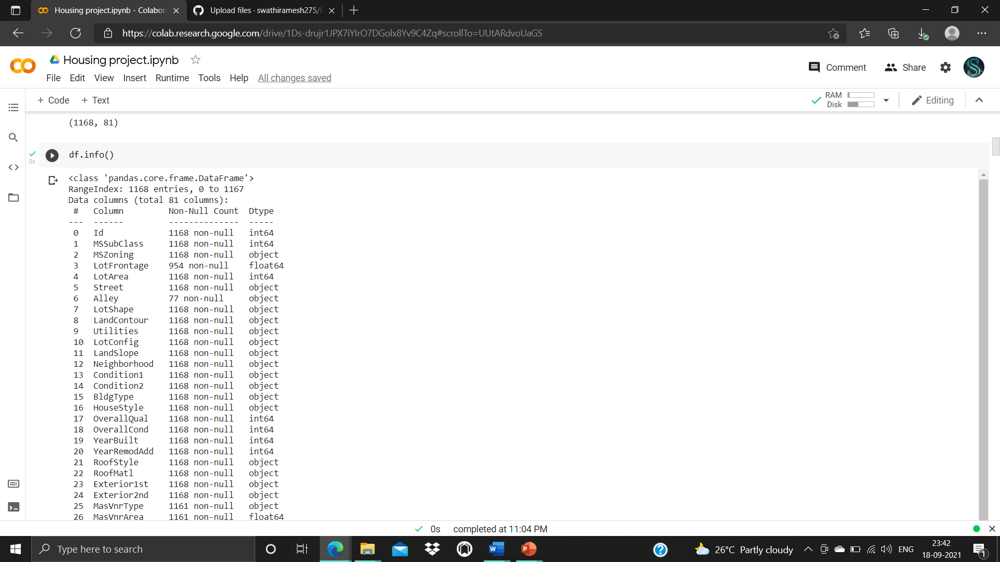 Housing project.ipynb - Colabora
Upload files · swathiramesh275/I
https://colab.research.google.com/drive/1Ds-drujr1JPX7iYIrO7DGolx8Yv9C4Zq#scrollTo=UUtARdvoUaGS
Housing project.ipynb
Comment
Share
File Edit View Insert Runtime Tools Help All changes saved
+ Code + Text
RAM
Disk
Editing
(1168, 81)
df.info()
0s
<class 'pandas.core.frame.DataFrame'>
RangeIndex: 1168 entries, 0 to 1167
Data columns (total 81 columns):
# Column Non-Null Count Dtype
--- ------ -------------- -----
0 Id 1168 non-null int64
1 MSSubClass 1168 non-null int64
2 MSZoning 1168 non-null object
3 LotFrontage 954 non-null float64
4 LotArea 1168 non-null int64
5 Street 1168 non-null object
6 Alley 77 non-null object
7 LotShape 1168 non-null object
8 LandContour 1168 non-null object
9 Utilities 1168 non-null object
10 LotConfig 1168 non-null object
11 LandSlope 1168 non-null object
12 Neighborhood 1168 non-null object
13 Condition1 1168 non-null object
14 Condition2 1168 non-null object
15 BldgType 1168 non-null object
16 HouseStyle 1168 non-null object
17 OverallQual 1168 non-null int64
18 OverallCond 1168 non-null int64
19 YearBuilt 1168 non-null int64
20 YearRemodAdd 1168 non-null int64
21 RoofStyle 1168 non-null object
22 RoofMatl 1168 non-null object
23 Exterior1st 1168 non-null object
24 Exterior2nd 1168 non-null object
25 MasVnrType 1161 non-null object
26 MasVnrArea 1161 non-null float64
0s completed at 11:04 PM
Type here to search
26°C Partly cloudy
ENG
23:42
18-09-2021
1